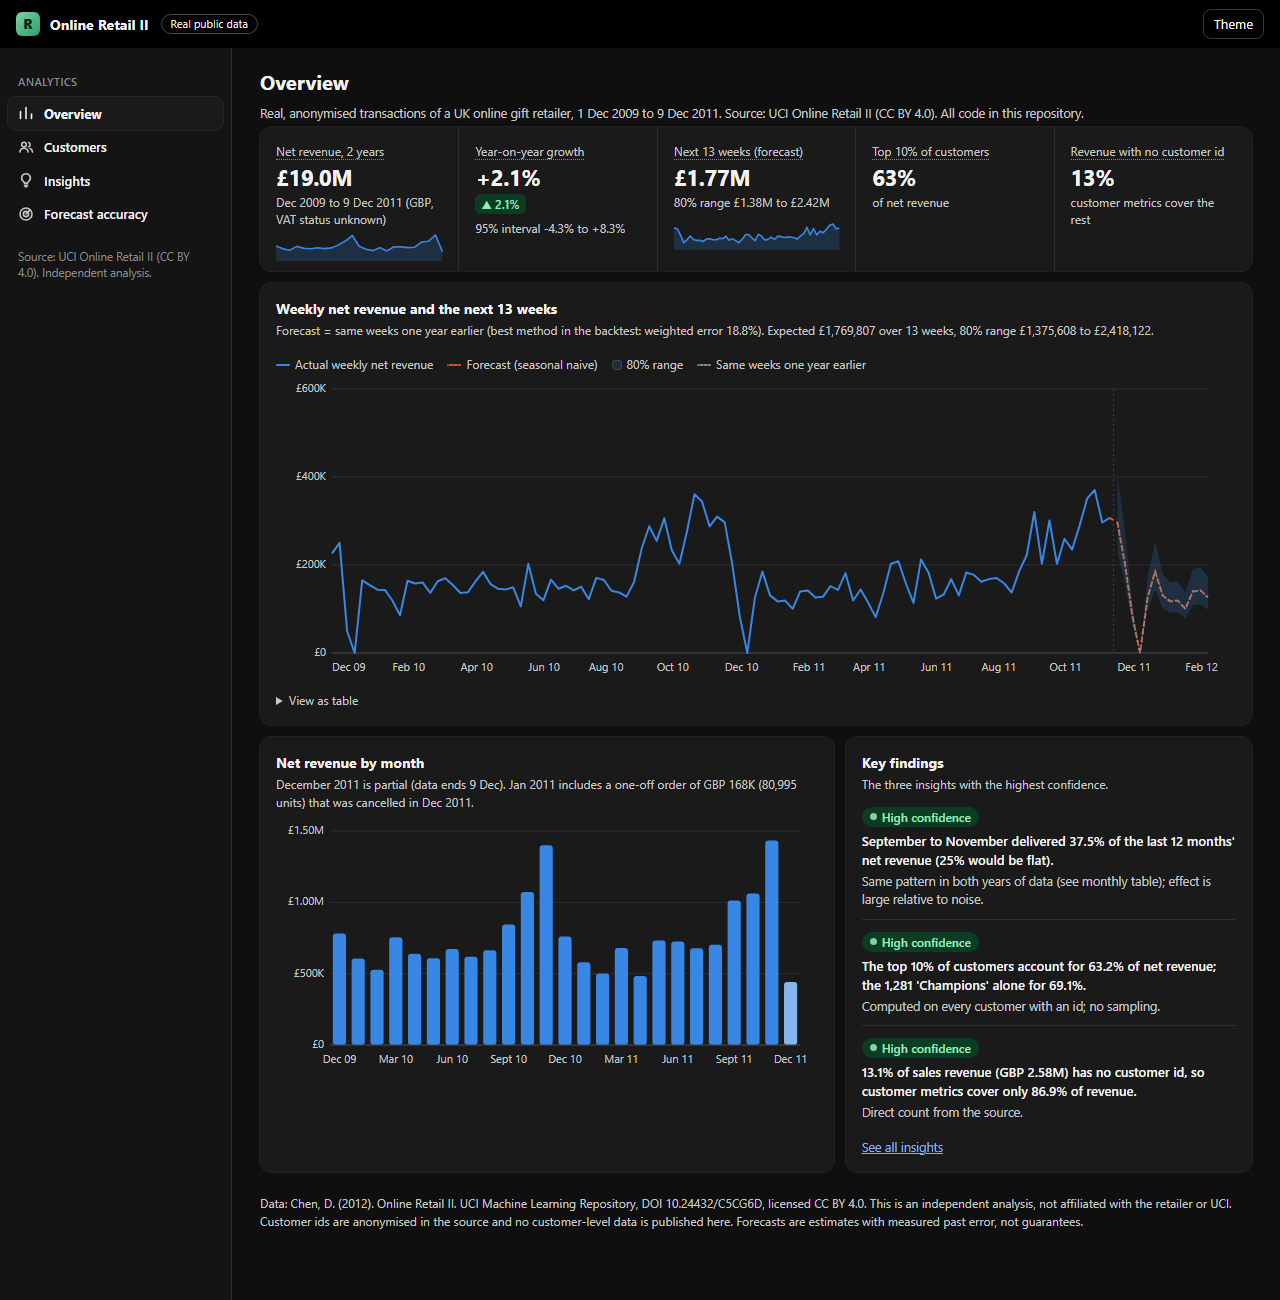 R Online Retail II Real public data Theme
ANALYTICS
Overview
Customers
Insights
Forecast accuracy
Source: UCI Online Retail II (CC BY
4.0). Independent analysis.
Overview
Real, anonymised transactions of a UK online gift retailer, 1 Dec 2009 to 9 Dec 2011. Source: UCI Online Retail II (CC BY 4.0). All code in this repository.
Net revenue, 2 years
£19.0M
Dec 2009 to 9 Dec 2011 (GBP,
VAT status unknown)
Year-on-year growth
+2.1%
▲ 2.1%
95% interval -4.3% to +8.3%
Next 13 weeks (forecast)
£1.77M
80% range £1.38M to £2.42M
Top 10% of customers
63%
of net revenue
Revenue with no customer id
13%
customer metrics cover the
rest
Weekly net revenue and the next 13 weeks
Forecast = same weeks one year earlier (best method in the backtest: weighted error 18.8%). Expected £1,769,807 over 13 weeks, 80% range £1,375,608 to £2,418,122.
Actual weekly net revenue Forecast (seasonal naive) 80% range Same weeks one year earlier
£600K
£400K
£200K
£0
Dec 09 Feb 10 Apr 10 Jun 10 Aug 10 Oct 10 Dec 10 Feb 11 Apr 11 Jun 11 Aug 11 Oct 11 Dec 11 Feb 12
▶ View as table
Net revenue by month
December 2011 is partial (data ends 9 Dec). Jan 2011 includes a one-off order of GBP 168K (80,995
units) that was cancelled in Dec 2011.
£1.50M
£1.00M
£500K
£0
Dec 09 Mar 10 Jun 10 Sept 10 Dec 10 Mar 11 Jun 11 Sept 11 Dec 11
Key findings
The three insights with the highest confidence.
High confidence
September to November delivered 37.5% of the last 12 months'
net revenue (25% would be flat).
Same pattern in both years of data (see monthly table); effect is
large relative to noise.
High confidence
The top 10% of customers account for 63.2% of net revenue;
the 1,281 'Champions' alone for 69.1%.
Computed on every customer with an id; no sampling.
High confidence
13.1% of sales revenue (GBP 2.58M) has no customer id, so
customer metrics cover only 86.9% of revenue.
Direct count from the source.
See all insights
Data: Chen, D. (2012). Online Retail II. UCI Machine Learning Repository, DOI 10.24432/C5CG6D, licensed CC BY 4.0. This is an independent analysis, not affiliated with the retailer or UCI.
Customer ids are anonymised in the source and no customer-level data is published here. Forecasts are estimates with measured past error, not guarantees.